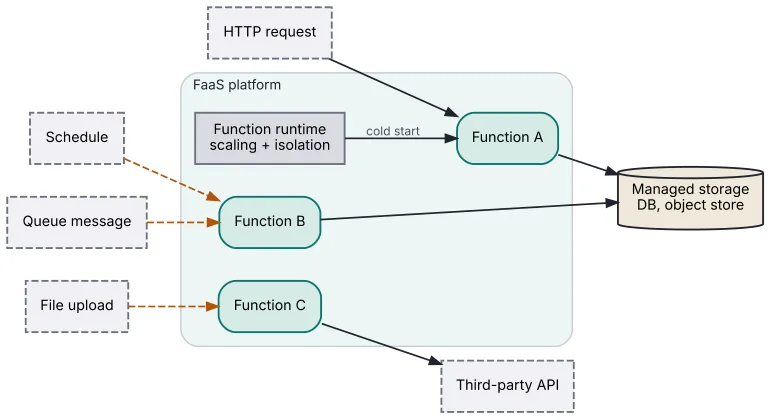 HTTP request
FaaS platform
Function runtime
scaling + isolation
cold start
Function A
Schedule
Managed storage
DB, object store
Queue message
Function B
File upload
Function C
Third-party API